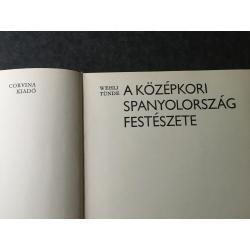 CORVINA
KIADÓ
WEHLI
TÜNDE
A KÖZÉPKORI
SPANYOLORSZÁG
FESTÉSZETE